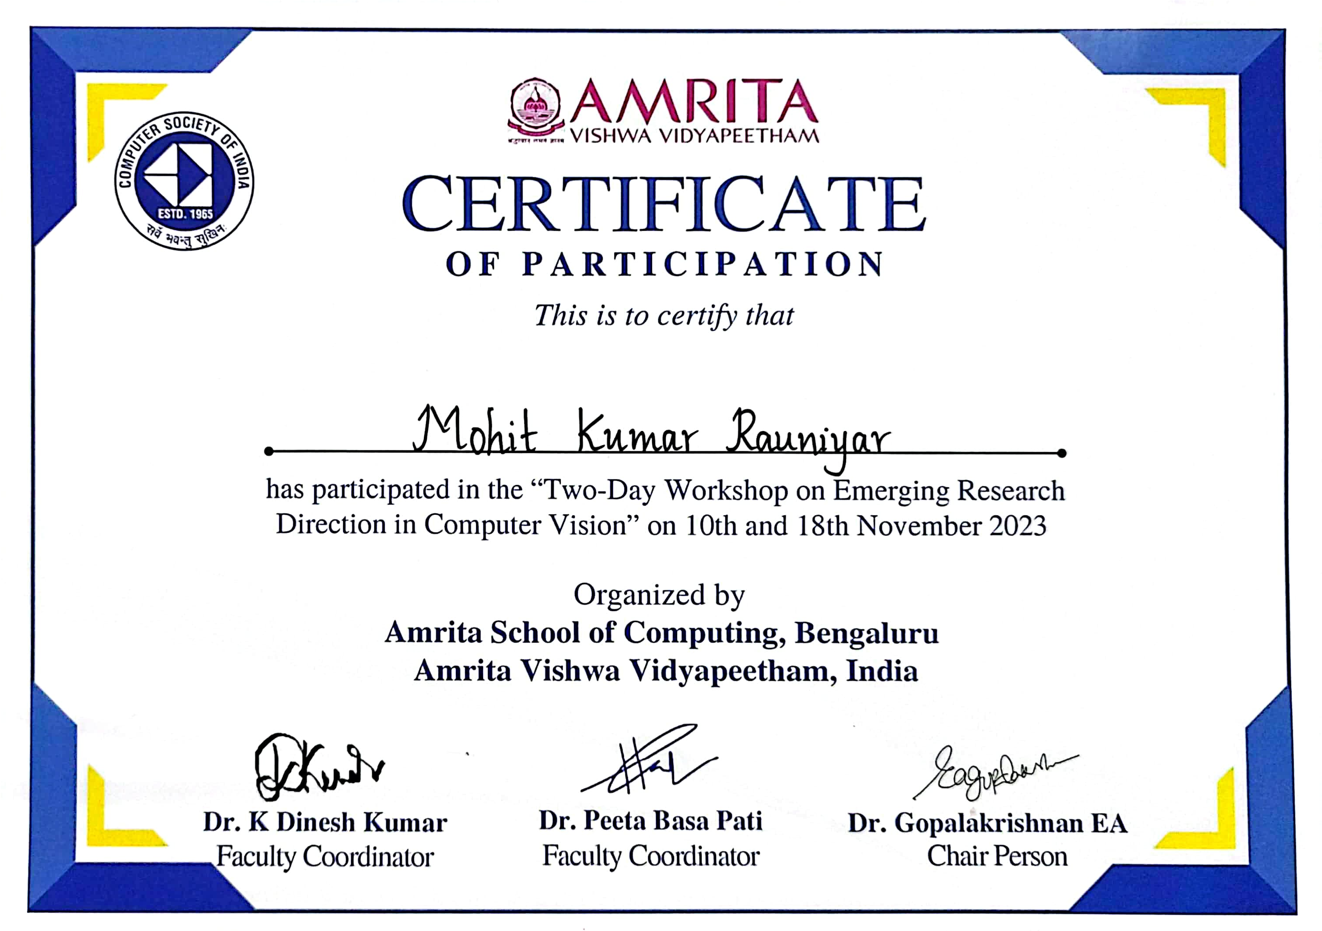 COMPUTER SOCIETY OF INDIA
ESTD. 1965
सर्वे भवन्तु सुखिनः
AMRITA
VISHWA VIDYAPEETHAM
CERTIFICATE
OF PARTICIPATION
This is to certify that
Mohit Kumar Rauniyar
has participated in the “Two-Day Workshop on Emerging Research
Direction in Computer Vision” on 10th and 18th November 2023
Organized by
Amrita School of Computing, Bengaluru
Amrita Vishwa Vidyapeetham, India
Dr. K Dinesh Kumar
Faculty Coordinator
Dr. Peeta Basa Pati
Faculty Coordinator
Dr. Gopalakrishnan EA
Chair Person